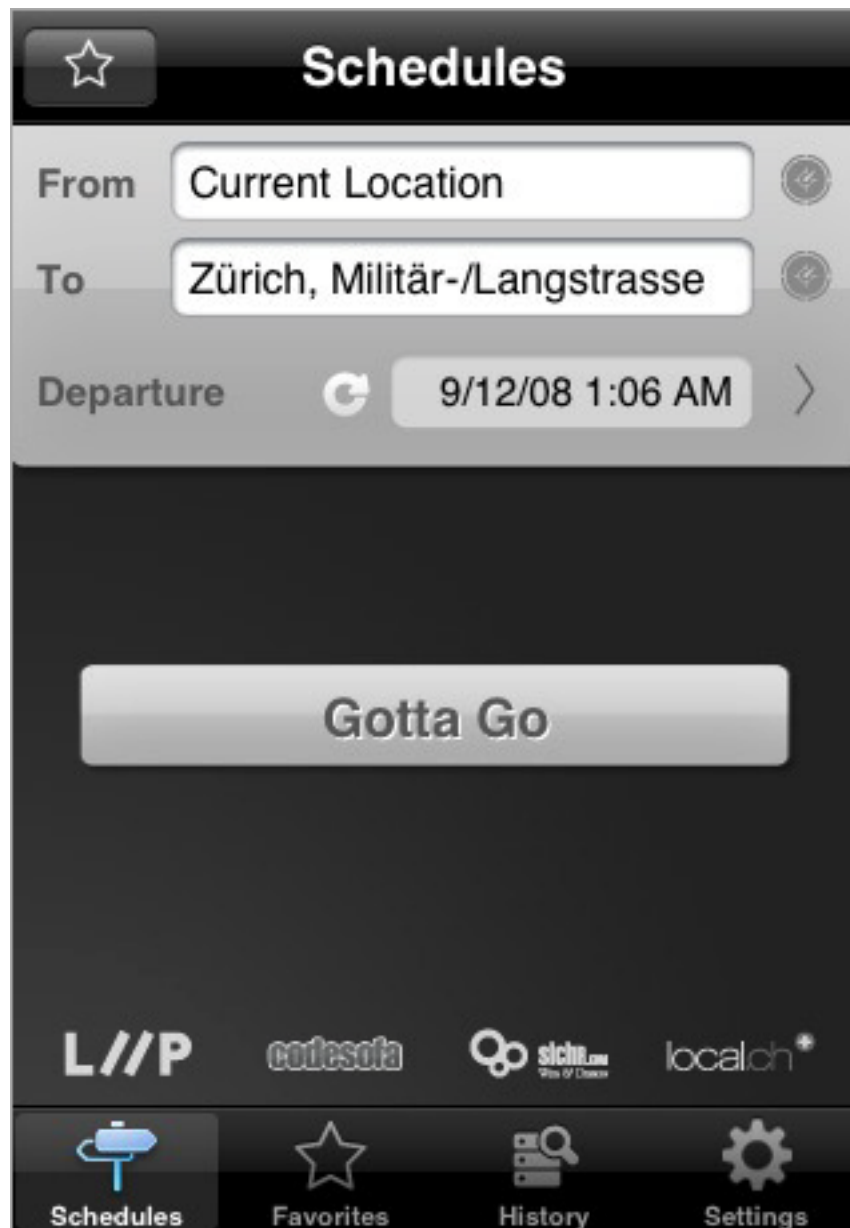 Schedules
From Current Location
To Zürich, Militär-/Langstrasse
Departure 9/12/08 1:06 AM
Gotta Go
L//P codesofa slchr.com local.ch
Schedules Favorites History Settings